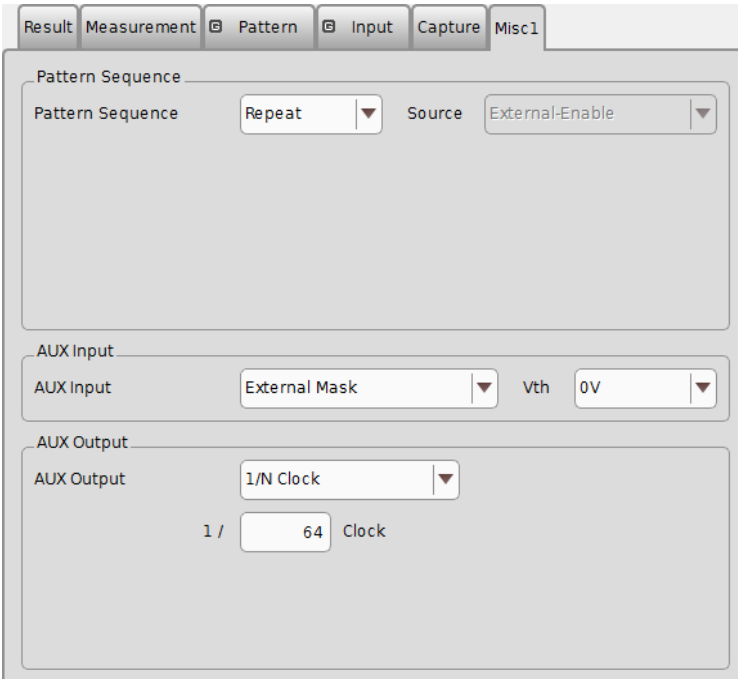 Result Measurement G Pattern G Input Capture Misc1
Pattern Sequence
Pattern Sequence Repeat Source External-Enable
AUX Input
AUX Input External Mask Vth 0V
AUX Output
AUX Output 1/N Clock
1 / 64 Clock